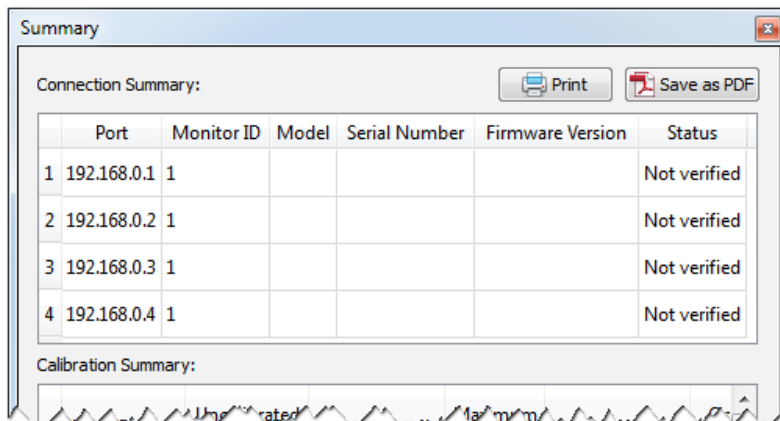 Summary
Connection Summary: Print Save as PDF
Port Monitor ID Model Serial Number Firmware Version Status
1 192.168.0.1 1 Not verified
2 192.168.0.2 1 Not verified
3 192.168.0.3 1 Not verified
4 192.168.0.4 1 Not verified
Calibration Summary: